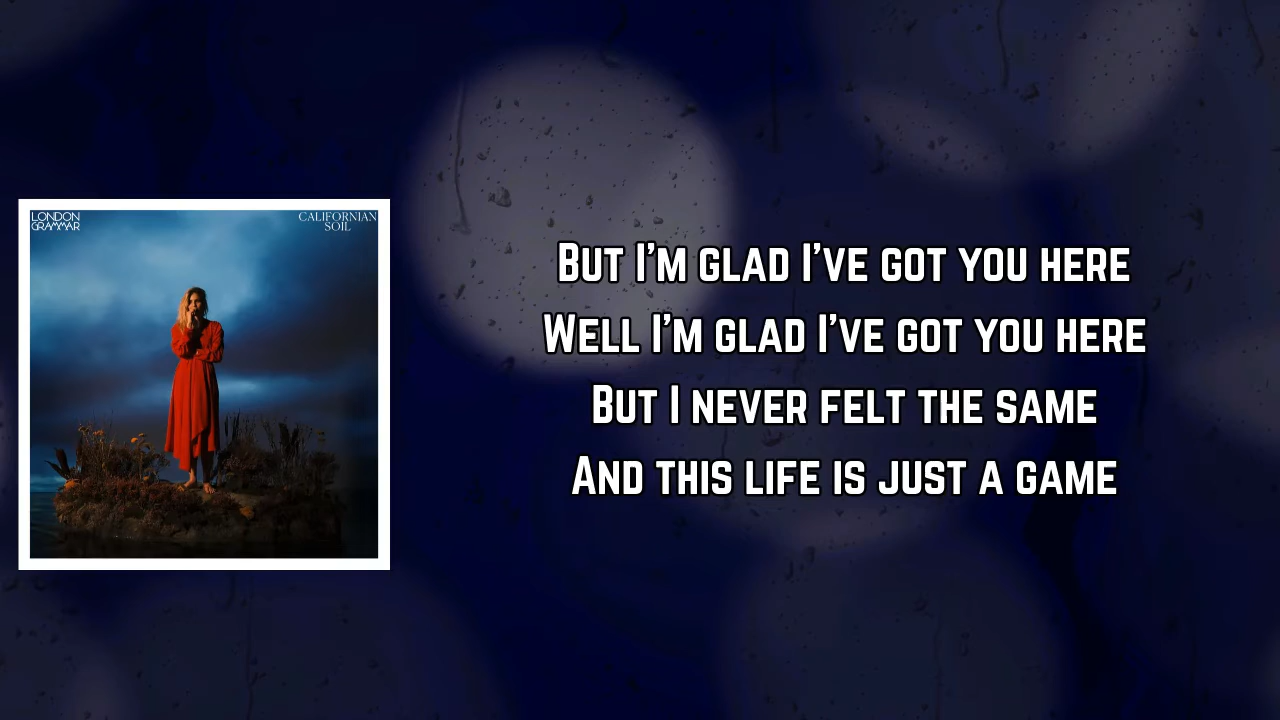 LONDON
GRAMMAR
CALIFORNIAN
SOIL
But I'm glad I've got you here
Well I'm glad I've got you here
But I never felt the same
And this life is just a game